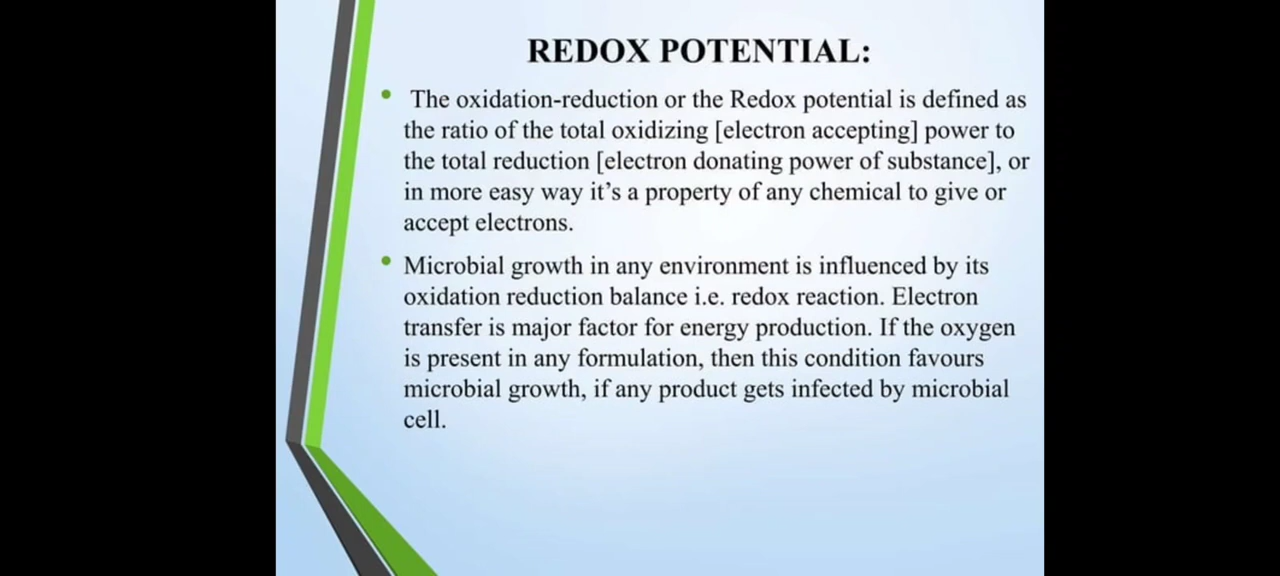 REDOX POTENTIAL:
• The oxidation-reduction or the Redox potential is defined as
the ratio of the total oxidizing [electron accepting] power to
the total reduction [electron donating power of substance], or
in more easy way it’s a property of any chemical to give or
accept electrons.
• Microbial growth in any environment is influenced by its
oxidation reduction balance i.e. redox reaction. Electron
transfer is major factor for energy production. If the oxygen
is present in any formulation, then this condition favours
microbial growth, if any product gets infected by microbial
cell.